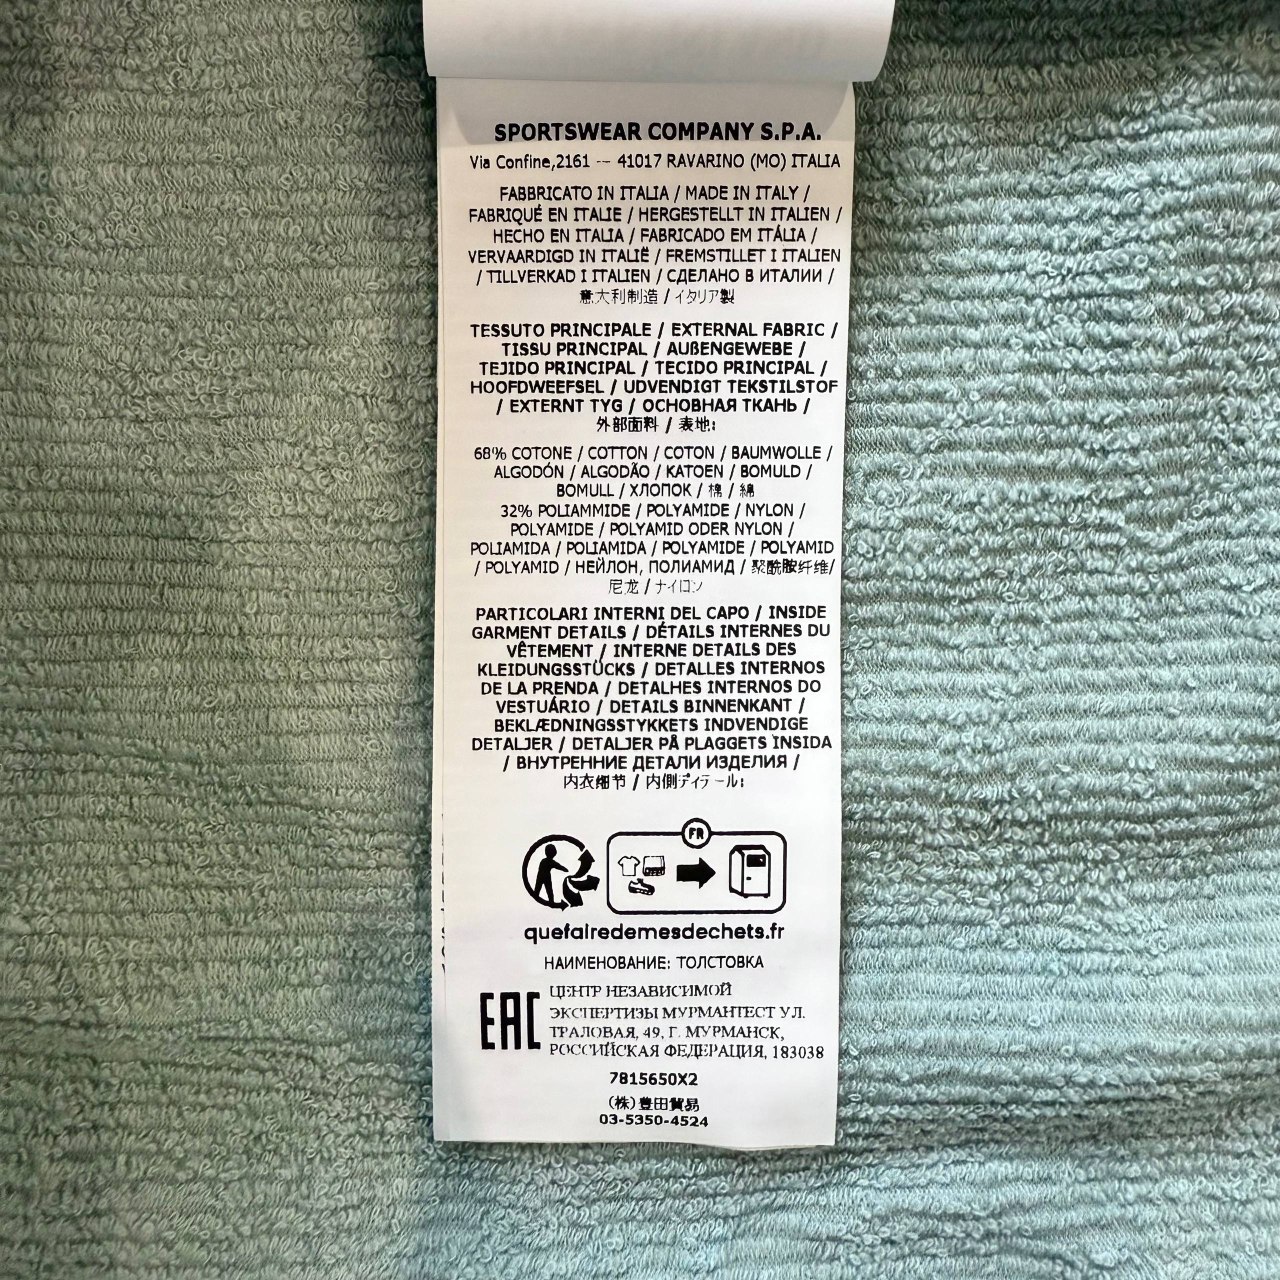 SPORTSWEAR COMPANY S.P.A.
Via Confine,2161 -- 41017 RAVARINO (MO) ITALIA
FABBRICATO IN ITALIA / MADE IN ITALY /
FABRIQUÉ EN ITALIE / HERGESTELLT IN ITALIEN /
HECHO EN ITALIA / FABRICADO EM ITÁLIA /
VERVAARDIGD IN ITALIË / FREMSTILLET I ITALIEN
/ TILLVERKAD I ITALIEN / СДЕЛАНО В ИТАЛИИ /
意大利制造 / イタリア製
TESSUTO PRINCIPALE / EXTERNAL FABRIC /
TISSU PRINCIPAL / AUßENGEWEBE /
TEJIDO PRINCIPAL / TECIDO PRINCIPAL /
HOOFDWEEFSEL / UDVENDIGT TEKSTILSTOF
/ EXTERNT TYG / ОСНОВНАЯ ТКАНЬ /
外部面料 / 表地:
68% COTONE / COTTON / COTON / BAUMWOLLE /
ALGODÓN / ALGODÃO / KATOEN / BOMULD /
BOMULL / ХЛОПОК / 棉 / 綿
32% POLIAMMIDE / POLYAMIDE / NYLON /
POLYAMIDE / POLYAMID ODER NYLON /
POLIAMIDA / POLIAMIDA / POLYAMIDE / POLYAMID
/ POLYAMID / НЕЙЛОН, ПОЛИАМИД / 聚酰胺纤维/
尼龙 / ナイロン
PARTICOLARI INTERNI DEL CAPO / INSIDE
GARMENT DETAILS / DÉTAILS INTERNES DU
VÊTEMENT / INTERNE DETAILS DES
KLEIDUNGSSTÜCKS / DETALLES INTERNOS
DE LA PRENDA / DETALHES INTERNOS DO
VESTUÁRIO / DETAILS BINNENKANT /
BEKLÆDNINGSSTYKKETS INDVENDIGE
DETALJER / DETALJER PÅ PLAGGETS INSIDA
/ ВНУТРЕННИЕ ДЕТАЛИ ИЗДЕЛИЯ /
内衣细节 / 内側ディテール:
FR
quefairedemesdechets.fr
НАИМЕНОВАНИЕ: ТОЛСТОВКА
EAC
ЦЕНТР НЕЗАВИСИМОЙ
ЭКСПЕРТИЗЫ МУРМАНТЕСТ УЛ.
ТРАЛОВАЯ, 49, Г. МУРМАНСК,
РОССИЙСКАЯ ФЕДЕРАЦИЯ, 183038
7815650X2
(株)豊田貿易
03-5350-4524